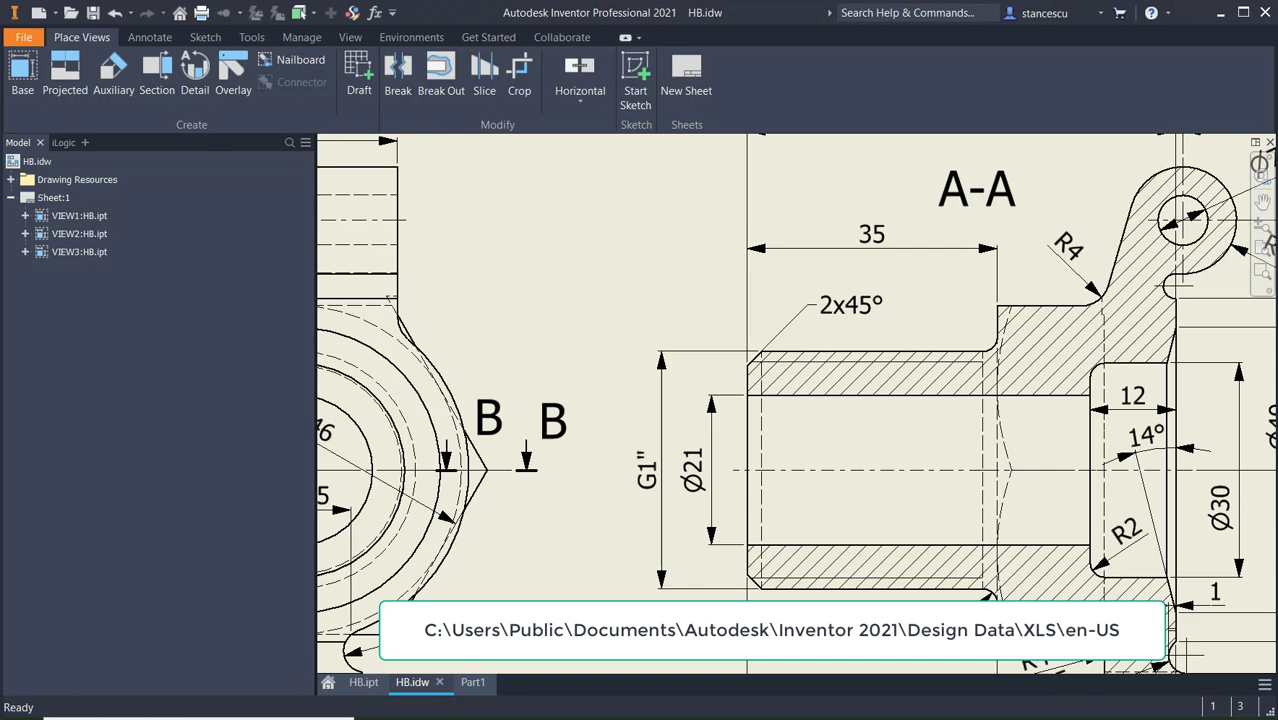 Autodesk Inventor Professional 2021 HB.idw
Search Help & Commands...
stancescu
File
Place Views
Annotate
Sketch
Tools
Manage
View
Environments
Get Started
Collaborate
Base
Projected
Auxiliary
Section
Detail
Overlay
Nailboard
Connector
Draft
Break
Break Out
Slice
Crop
Horizontal
Start
Sketch
New Sheet
Create
Modify
Sketch
Sheets
Model
iLogic
HB.idw
Drawing Resources
Sheet:1
VIEW1:HB.ipt
VIEW2:HB.ipt
VIEW3:HB.ipt
A-A
35
R4
2x45°
B B
12
14°
G1"
Ø21
Ø30
R2
1
C:\Users\Public\Documents\Autodesk\Inventor 2021\Design Data\XLS\en-US
HB.ipt
HB.idw
Part1
Ready
1 3